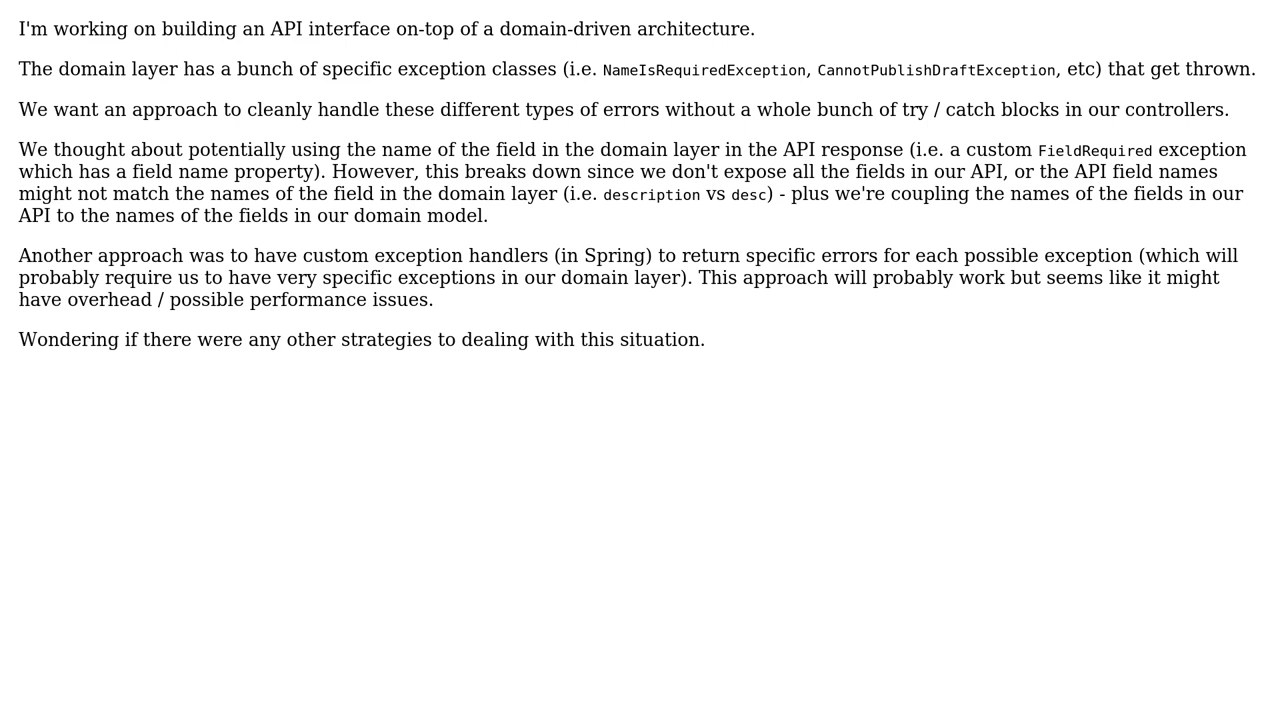 I'm working on building an API interface on-top of a domain-driven architecture.
The domain layer has a bunch of specific exception classes (i.e. NameIsRequiredException, CannotPublishDraftException, etc) that get thrown.
We want an approach to cleanly handle these different types of errors without a whole bunch of try / catch blocks in our controllers.
We thought about potentially using the name of the field in the domain layer in the API response (i.e. a custom FieldRequired exception
which has a field name property). However, this breaks down since we don't expose all the fields in our API, or the API field names
might not match the names of the field in the domain layer (i.e. description vs desc) - plus we're coupling the names of the fields in our
API to the names of the fields in our domain model.
Another approach was to have custom exception handlers (in Spring) to return specific errors for each possible exception (which will
probably require us to have very specific exceptions in our domain layer). This approach will probably work but seems like it might
have overhead / possible performance issues.
Wondering if there were any other strategies to dealing with this situation.